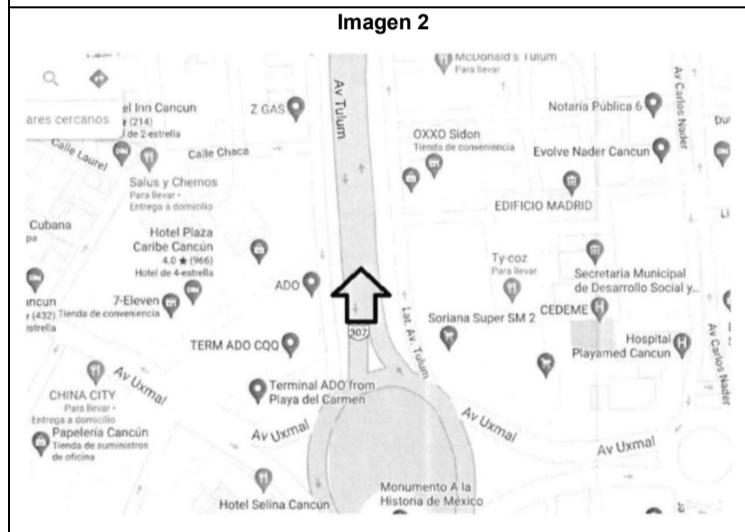 Imagen 2
McDonald's Tulum
Para llevar
el Inn Cancun
(214)
de 2-estrella
ares cercanos
Z GAS
Av Tulum
OXXO Sidon
Tienda de conveniencia
Notaría Pública 6
Av Carlos Nader
Evolve Nader Cancun
Calle Laurel
Calle Chaca
Salus y Chernos
Para llevar •
Entrega a domicilio
EDIFICIO MADRID
Cubana
pa
Hotel Plaza
Caribe Cancún
4.0 ★ (966)
Hotel de 4-estrella
Ty-coz
Para llevar
Secretaria Municipal
de Desarrollo Social y...
ADO
ncun
(432)
istrella
7-Eleven
Tienda de conveniencia
307
Lat. Av. Tulum
Soriana Super SM 2
CEDEME
TERM ADO CQQ
Hospital
Playamed Cancun
Av Carlos Nader
CHINA CITY
Para llevar •
Entrega a domicilio
Av Uxmal
Terminal ADO from
Playa del Carmen
Papelería Cancún
Tienda de suministros
de oficina
Av Uxmal
Av Uxmal
Av Uxmal
Hotel Selina Cancún
Monumento A la
Historia de México